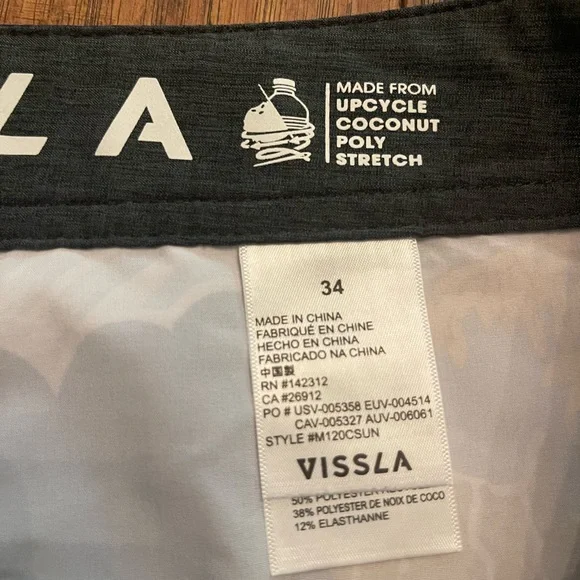 LA
MADE FROM
UPCYCLE
COCONUT
POLY
STRETCH
34
MADE IN CHINA
FABRIQUÉ EN CHINE
HECHO EN CHINA
FABRICADO NA CHINA
中国製
RN #142312
CA #26912
PO # USV-005358 EUV-004514
CAV-005327 AUV-006061
STYLE #M120CSUN
VISSLA
50% POLYESTER
38% POLYESTER DE NOIX DE COCO
12% ELASTHANNE